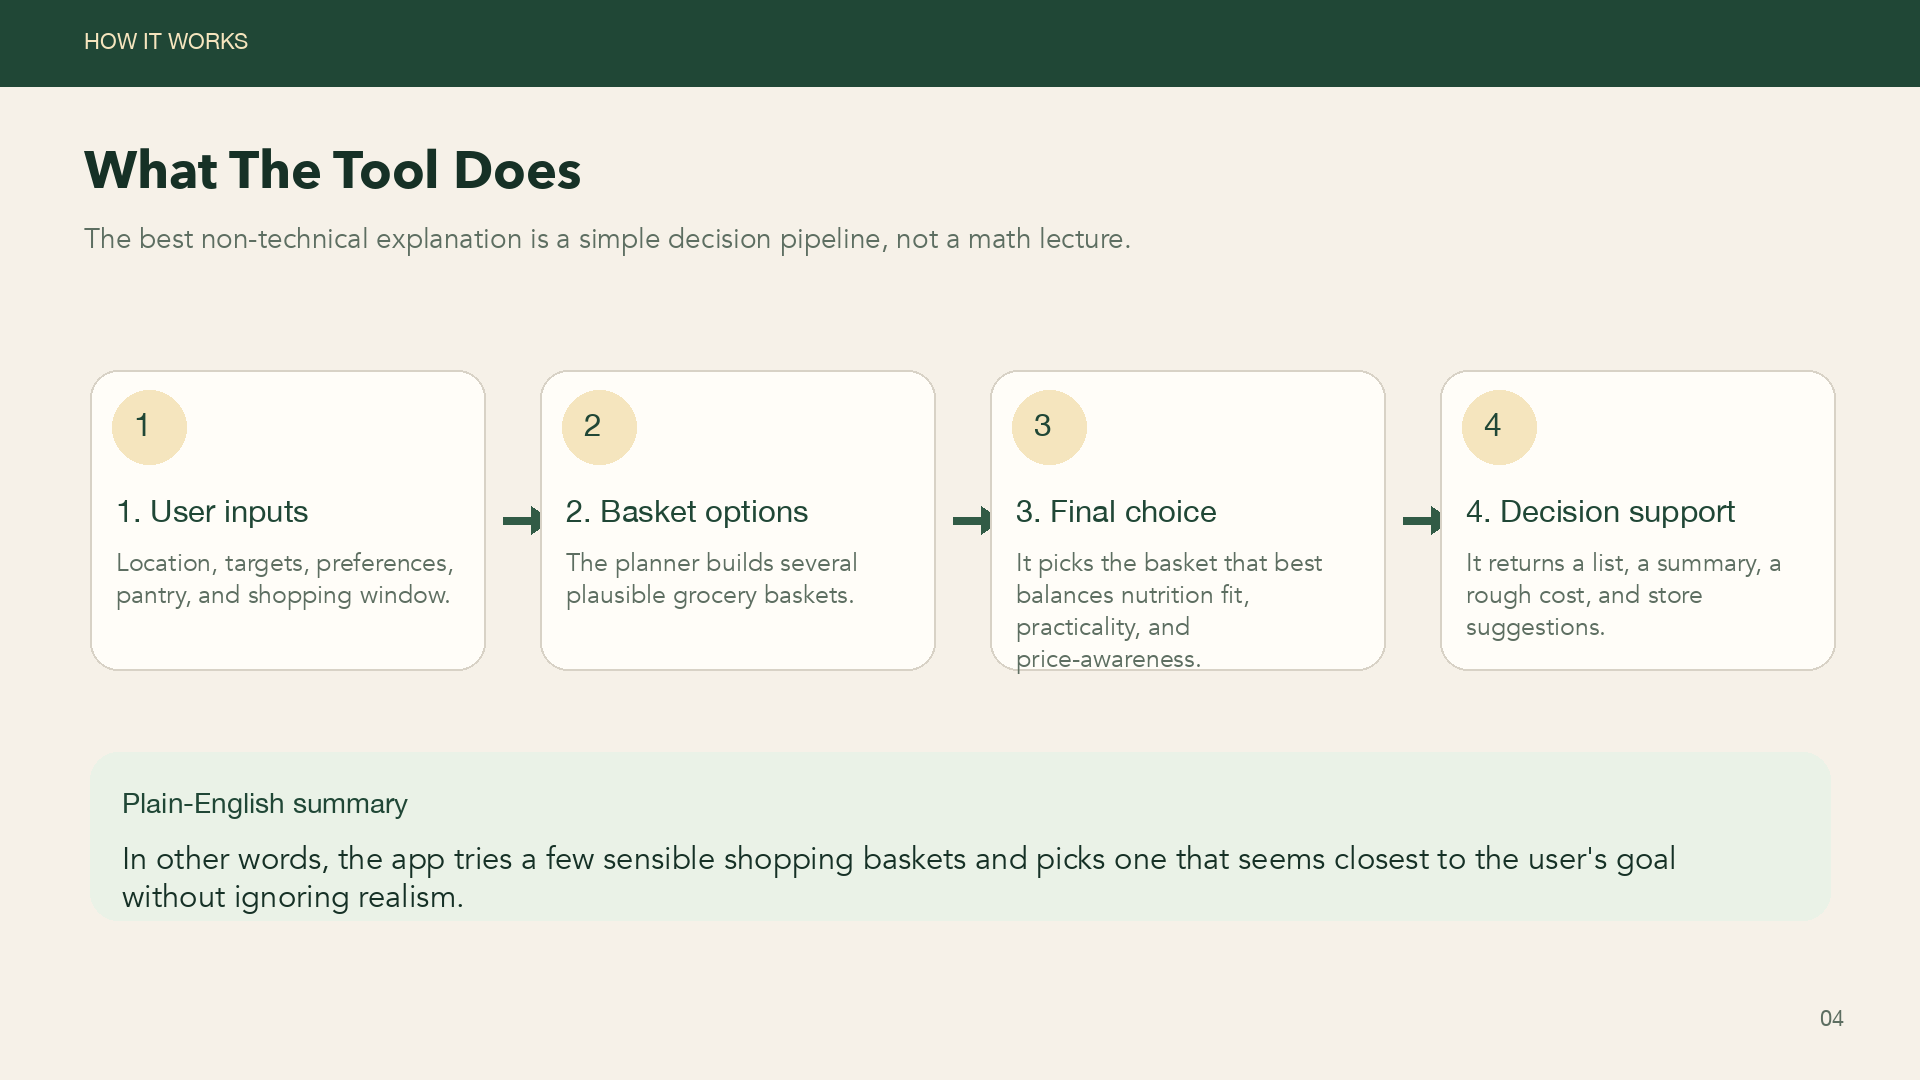 HOW IT WORKS
What The Tool Does
The best non-technical explanation is a simple decision pipeline, not a math lecture.
1
1. User inputs
Location, targets, preferences,
pantry, and shopping window.
2
2. Basket options
The planner builds several
plausible grocery baskets.
3
3. Final choice
It picks the basket that best
balances nutrition fit,
practicality, and
price-awareness.
4
4. Decision support
It returns a list, a summary, a
rough cost, and store
suggestions.
Plain-English summary
In other words, the app tries a few sensible shopping baskets and picks one that seems closest to the user's goal
without ignoring realism.
04